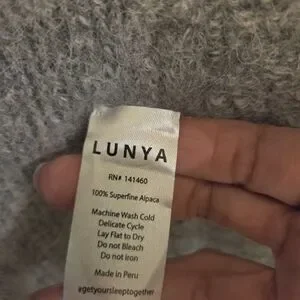 LUNYA
RN# 141460
100% Superfine Alpaca
Machine Wash Cold
Delicate Cycle
Lay Flat to Dry
Do not Bleach
Do not Iron
Made in Peru
#getyoursleeptogether